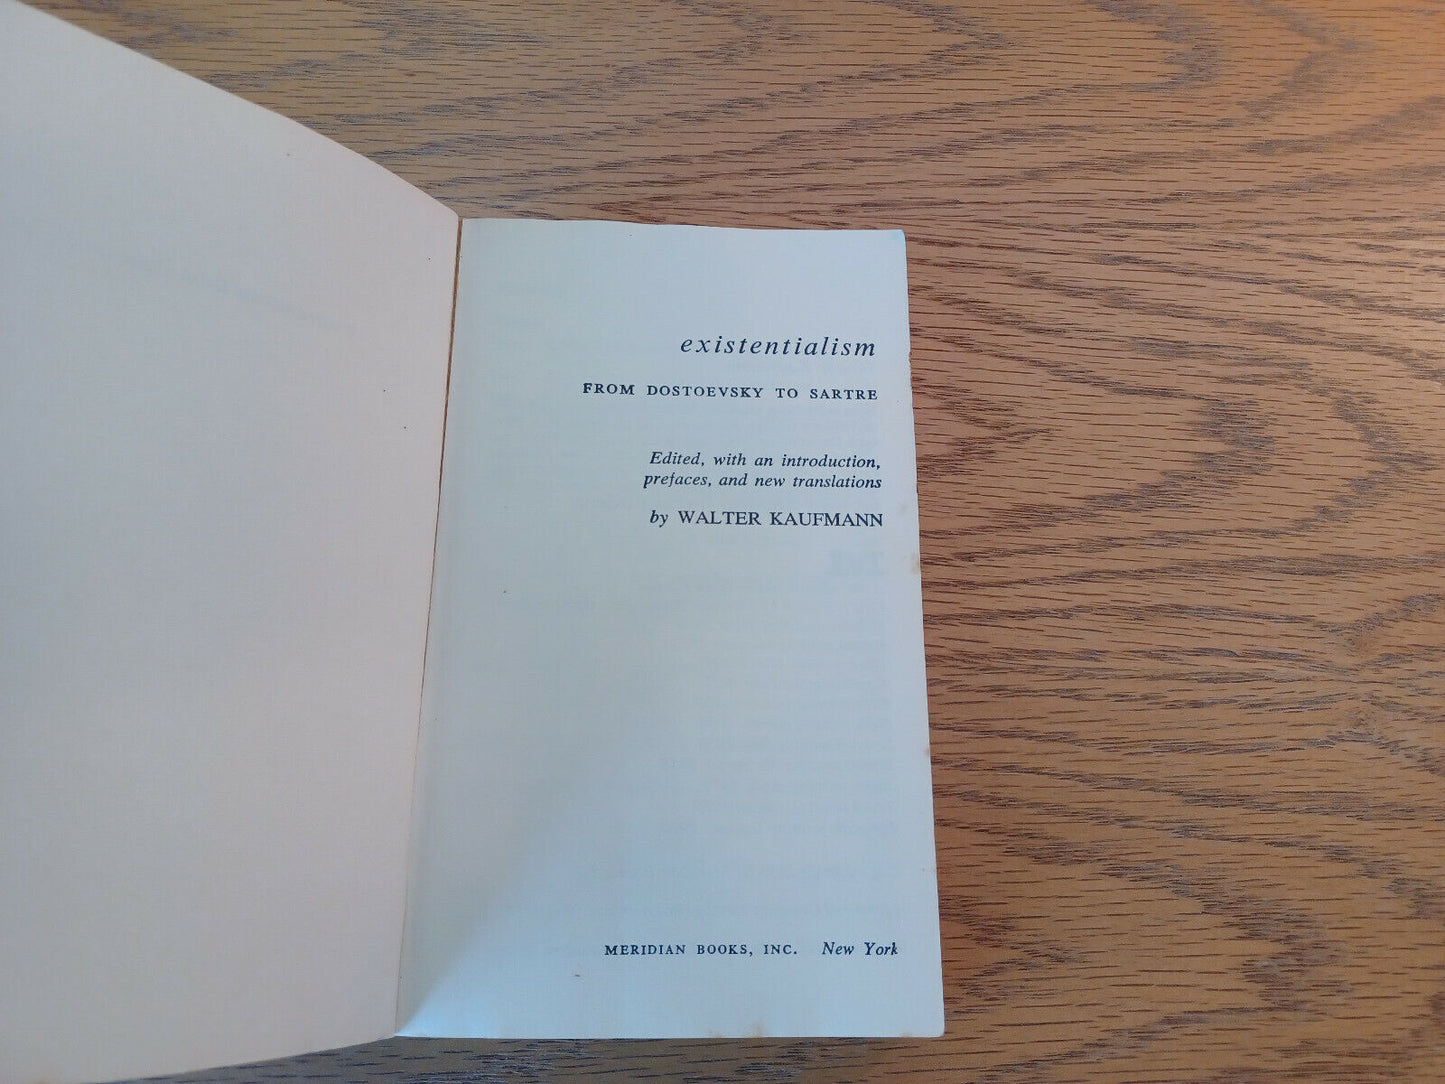 existentialism
FROM DOSTOEVSKY TO SARTRE
Edited, with an introduction,
prefaces, and new translations
by WALTER KAUFMANN
MERIDIAN BOOKS, INC. New York